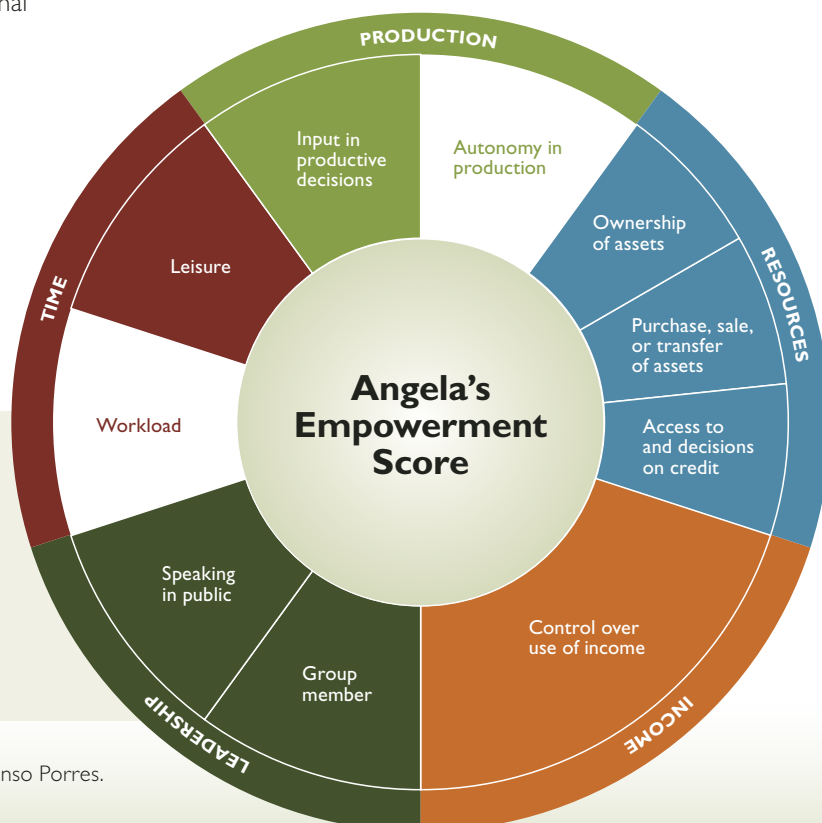 nal
PRODUCTION
Input in
productive
decisions
Autonomy in
production
Ownership
of assets
Purchase, sale,
or transfer
of assets
Access to
and decisions
on credit
RESOURCES
Control over
use of income
INCOME
Group
member
Speaking
in public
LEADERSHIP
Workload
Leisure
TIME
Angela’s
Empowerment
Score
nso Porres.